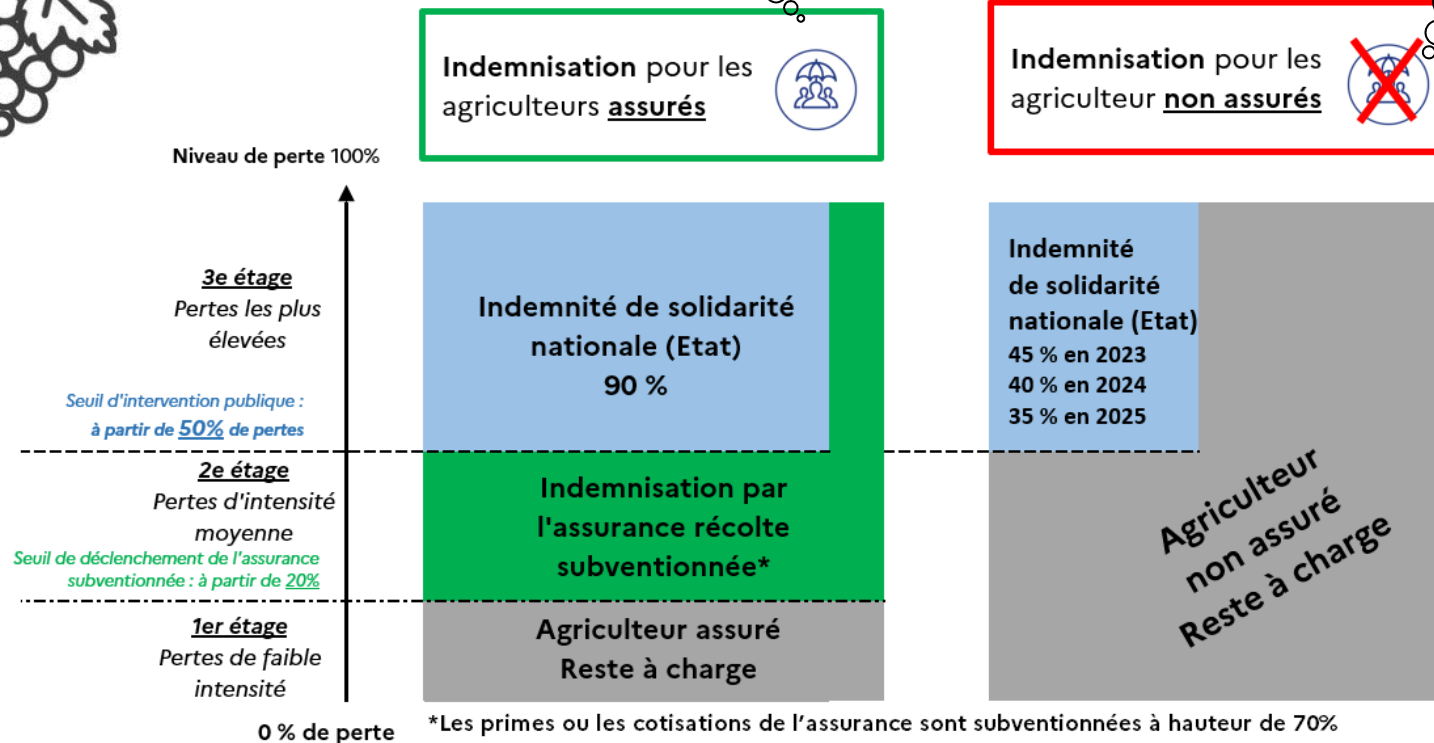 Indemnisation pour les
agriculteurs assurés
Indemnisation pour les
agriculteur non assurés
Niveau de perte 100%
3e étage
Pertes les plus
élevées
Seuil d'intervention publique :
à partir de 50% de pertes
2e étage
Pertes d'intensité
moyenne
Seuil de déclenchement de l'assurance
subventionnée : à partir de 20%
1er étage
Pertes de faible
intensité
0 % de perte
Indemnité de solidarité
nationale (Etat)
90 %
Indemnisation par
l'assurance récolte
subventionnée*
Agriculteur assuré
Reste à charge
Indemnité
de solidarité
nationale (Etat)
45 % en 2023
40 % en 2024
35 % en 2025
Agriculteur
non assuré
Reste à charge
*Les primes ou les cotisations de l’assurance sont subventionnées à hauteur de 70%